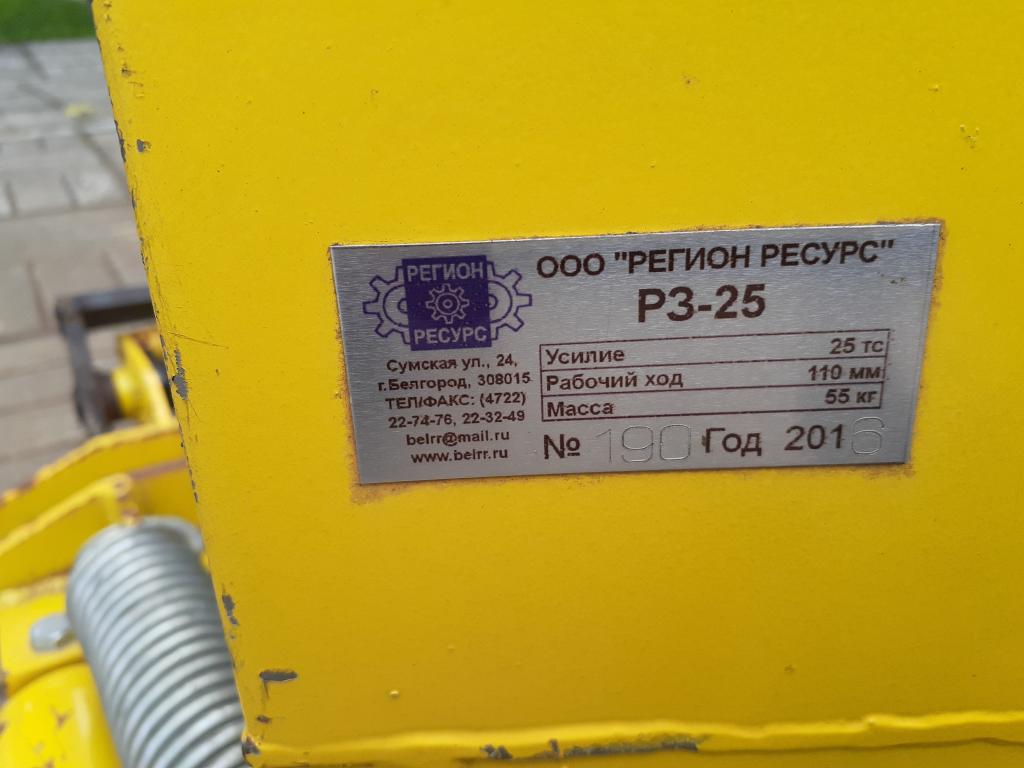 РЕГИОН
РЕСУРС
ООО "РЕГИОН РЕСУРС"
РЗ-25
Сумская ул., 24,
г.Белгород, 308015
ТЕЛ/ФАКС: (4722)
22-74-76, 22-32-49
belrr@mail.ru
www.belrr.ru
Усилие 25 тс
Рабочий ход 110 мм
Масса 55 кг
№ 190 Год 2016